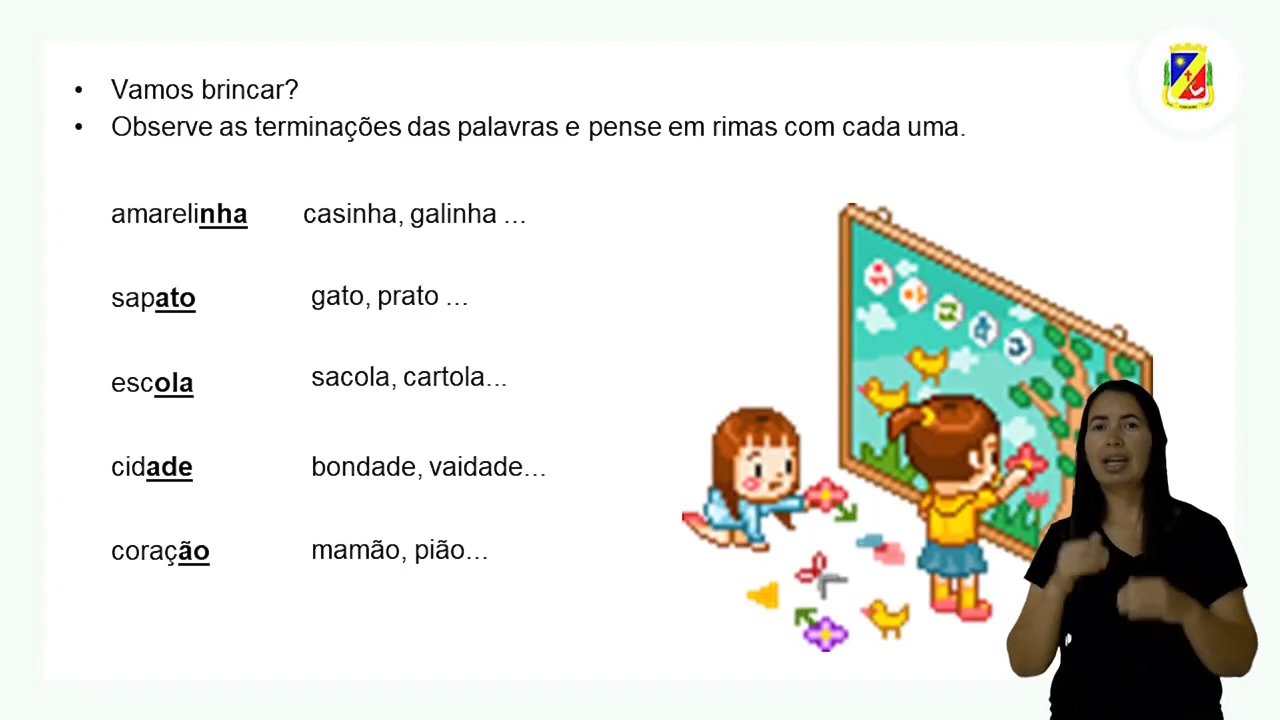 • Vamos brincar?
• Observe as terminações das palavras e pense em rimas com cada uma.
amarelinha casinha, galinha ...
sapato gato, prato ...
escola sacola, cartola...
cidade bondade, vaidade...
coração mamão, pião...